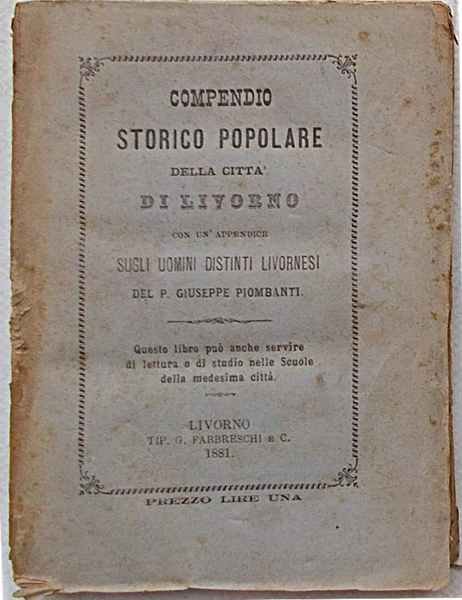 COMPENDIO
STORICO POPOLARE
DELLA CITTA'
DI LIVORNO
CON UN' APPENDICE
SUGLI UOMINI DISTINTI LIVORNESI
DEL P. GIUSEPPE PIOMBANTI.
Questo libro può anche servire
di lettura o di studio nelle Scuole
della medesima città.
LIVORNO
TIP. G. FABBRESCHI E C.
1881.
PREZZO LIRE UNA